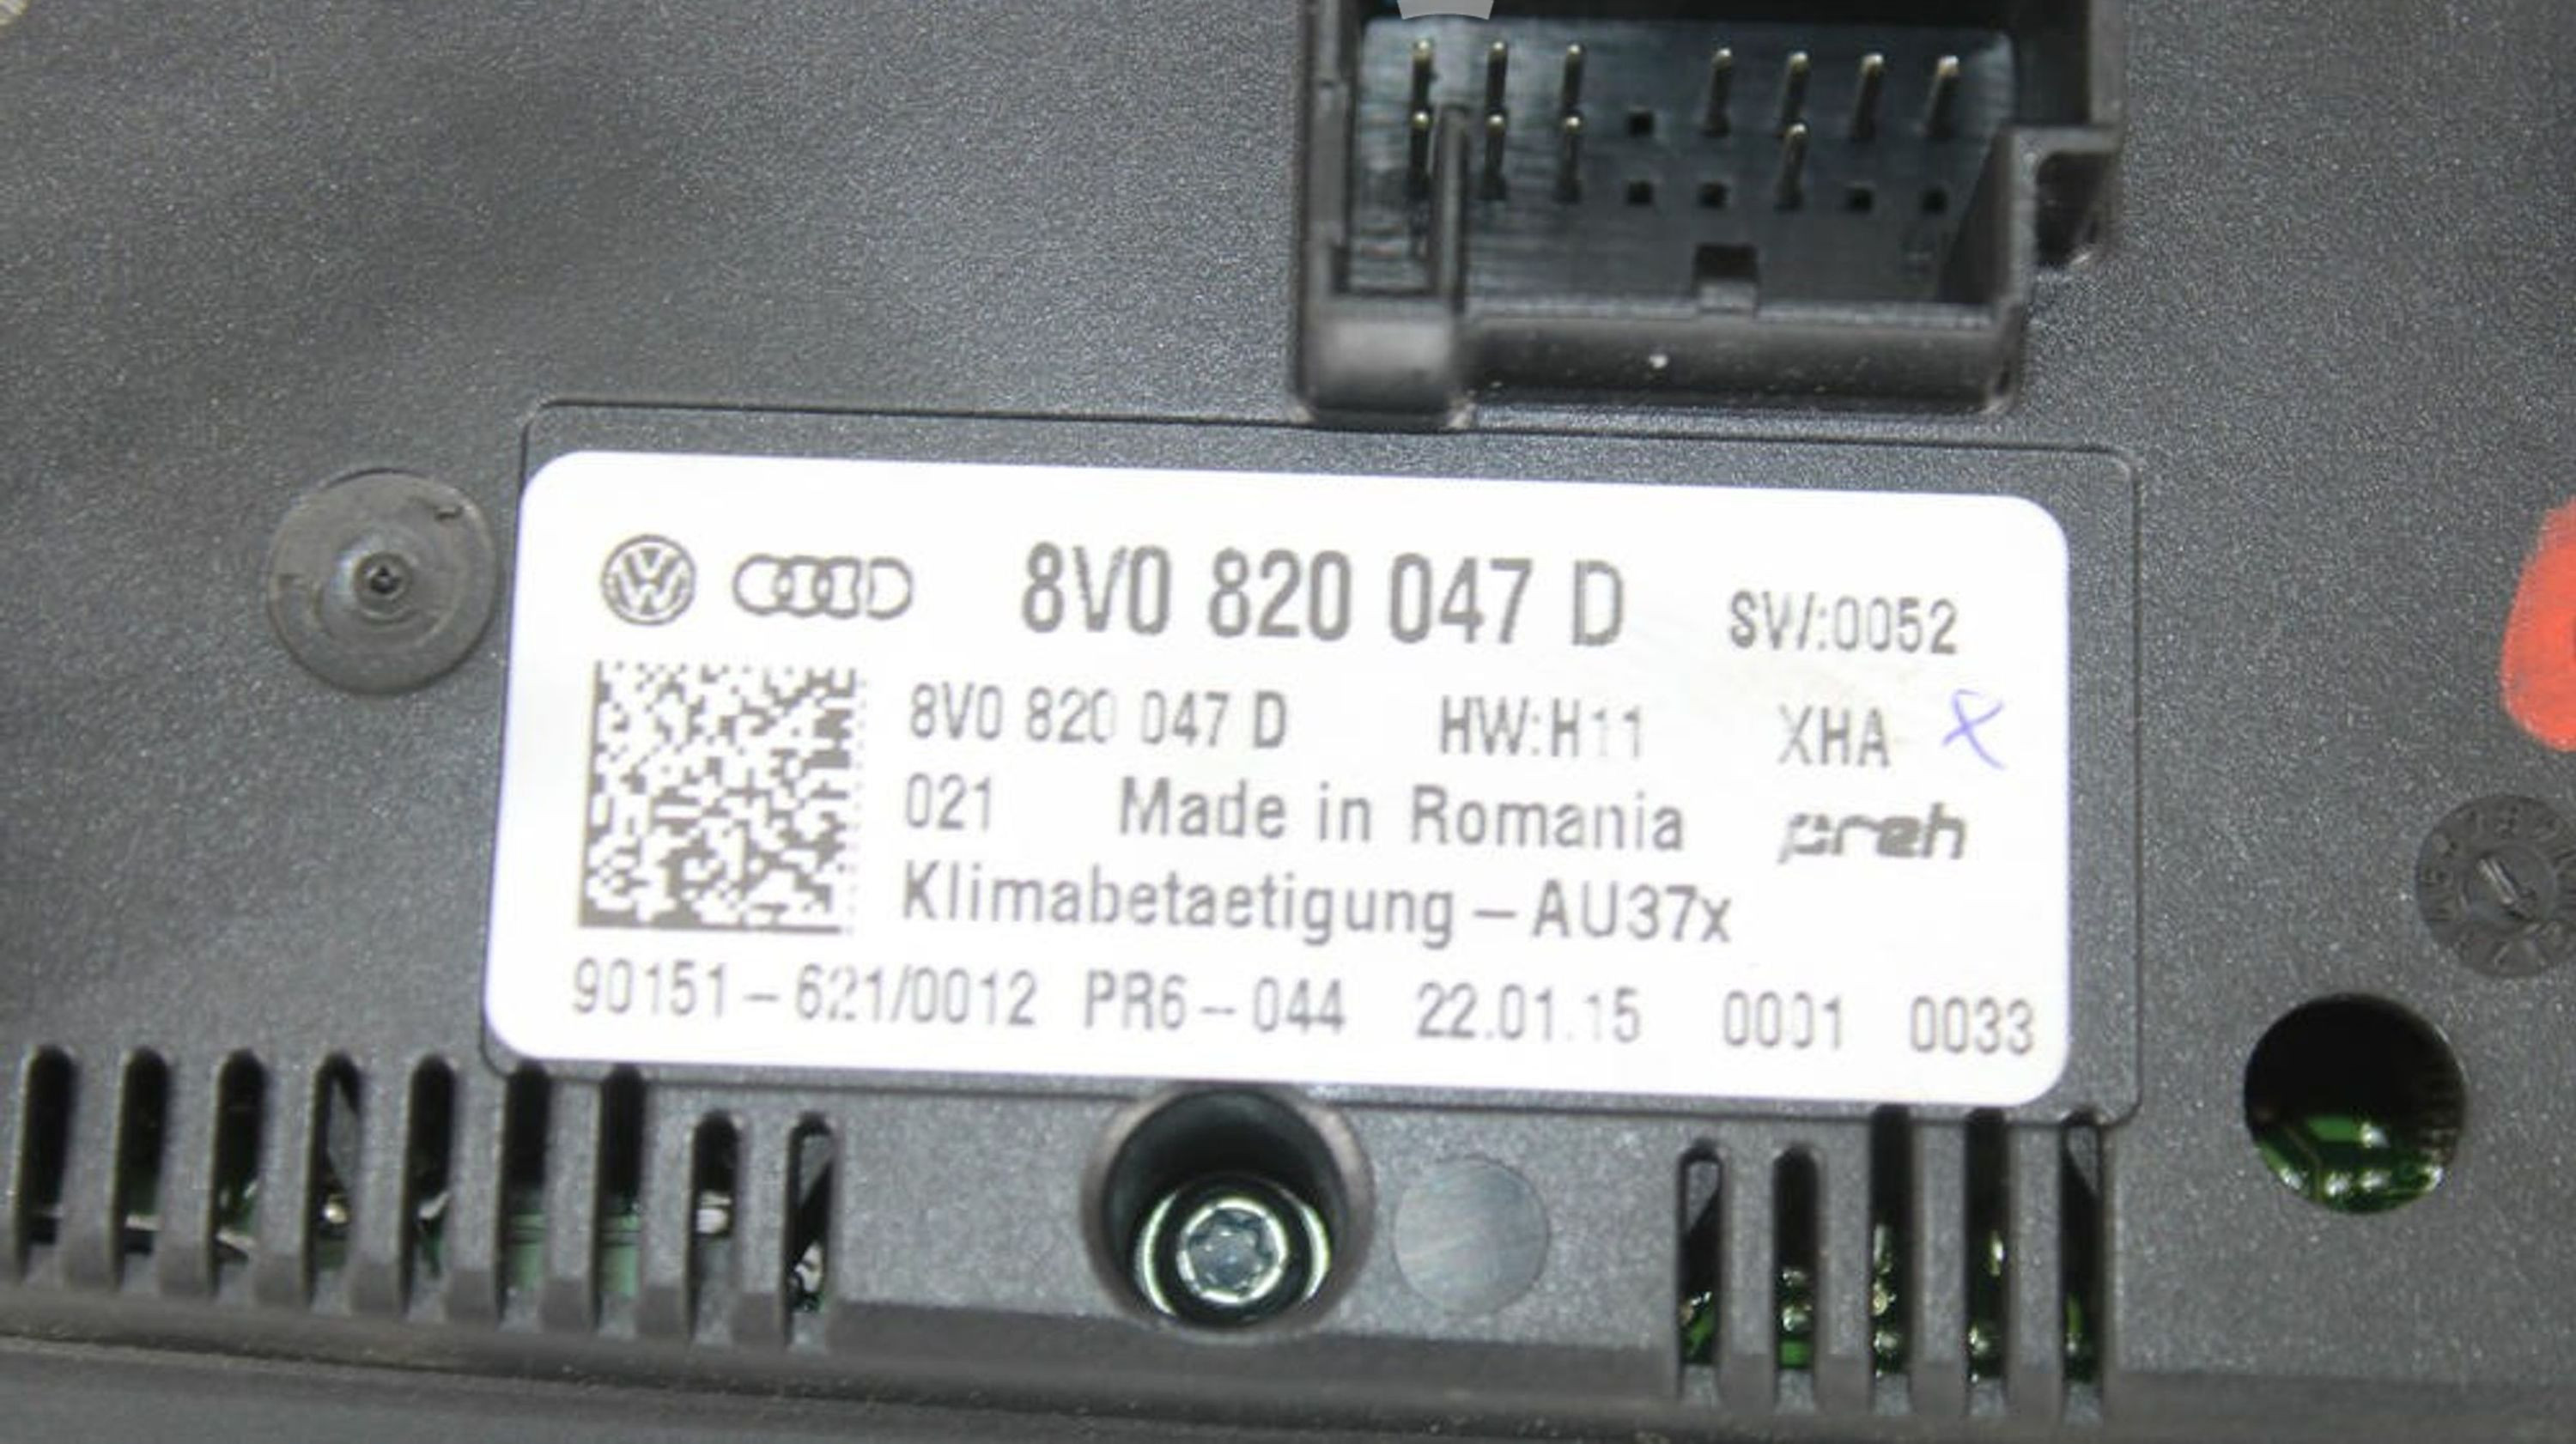 8V0 820 047 D SW:0052
8V0 820 047 D HW:H11 XHA X
021 Made in Romania preh
Klimabetaetigung-AU37x
90151-621/0012 PR6-044 22.01.15 0001 0033